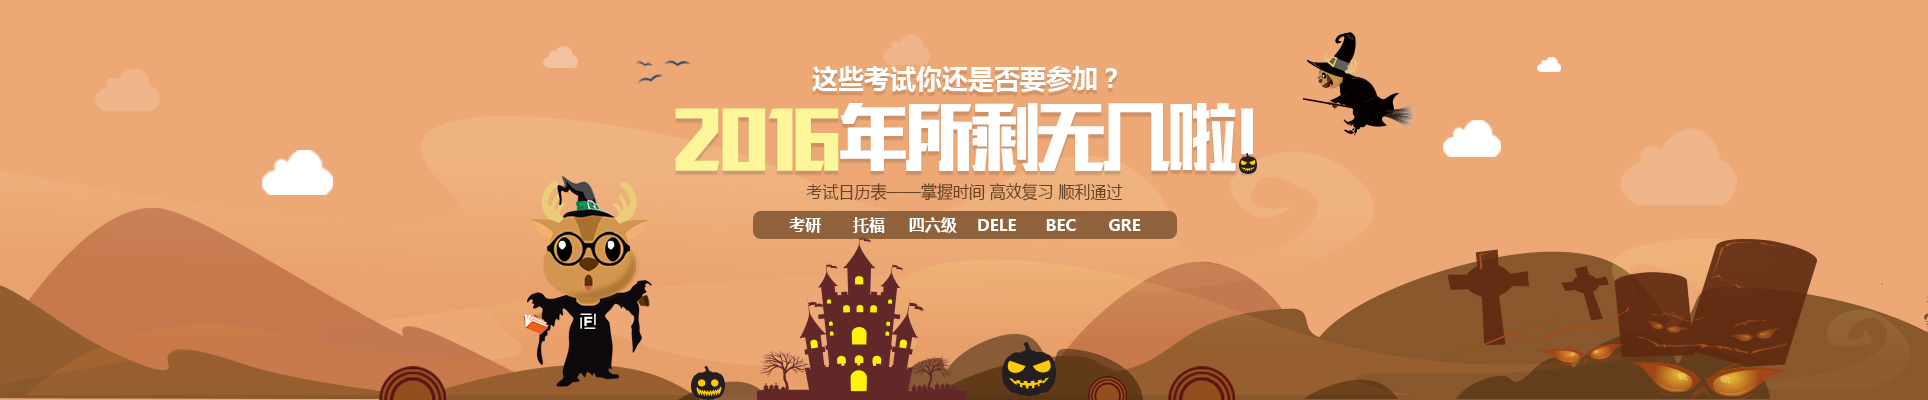 这些考试你还是否要参加？
2016年所剩无几啦!
考试日历表——掌握时间 高效复习 顺利通过
考研 托福 四六级 DELE BEC GRE